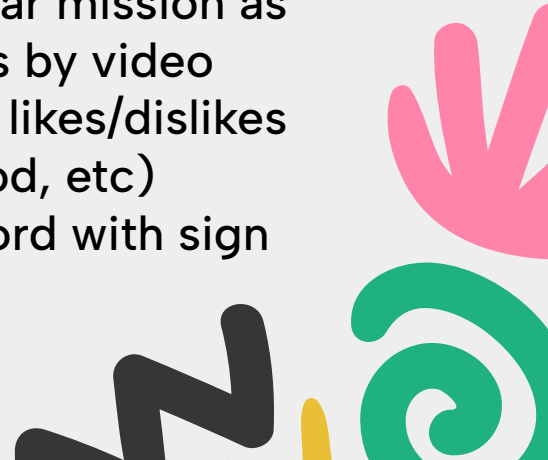 ar mission as
s by video
likes/dislikes
od, etc)
ord with sign